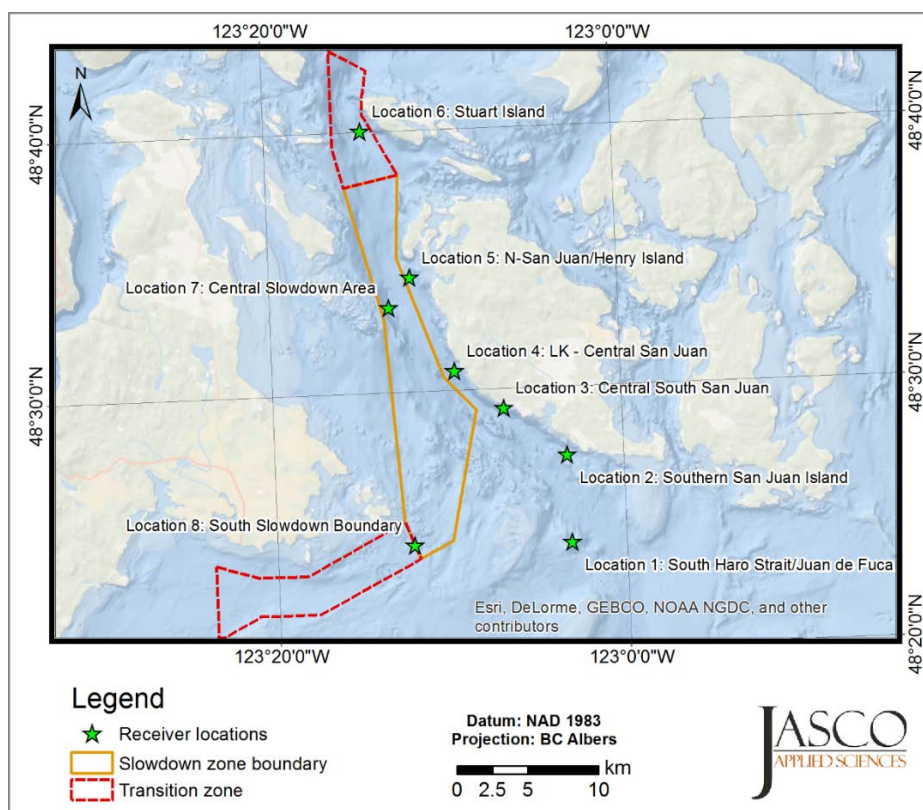 123°20'0"W 123°0'0"W
N
48°40'0"N
48°40'0"N
Location 6: Stuart Island
Location 5: N-San Juan/Henry Island
Location 7: Central Slowdown Area
Location 4: LK - Central San Juan
48°30'0"N
48°30'0"N
Location 3: Central South San Juan
Location 2: Southern San Juan Island
Location 8: South Slowdown Boundary
Location 1: South Haro Strait/Juan de Fuca
Esri, DeLorme, GEBCO, NOAA NGDC, and other
contributors
48°20'0"N
123°20'0"W 123°0'0"W
Legend
Receiver locations
Slowdown zone boundary
Transition zone
Datum: NAD 1983
Projection: BC Albers
km
0 2.5 5 10
JASCO
APPLIED SCIENCES